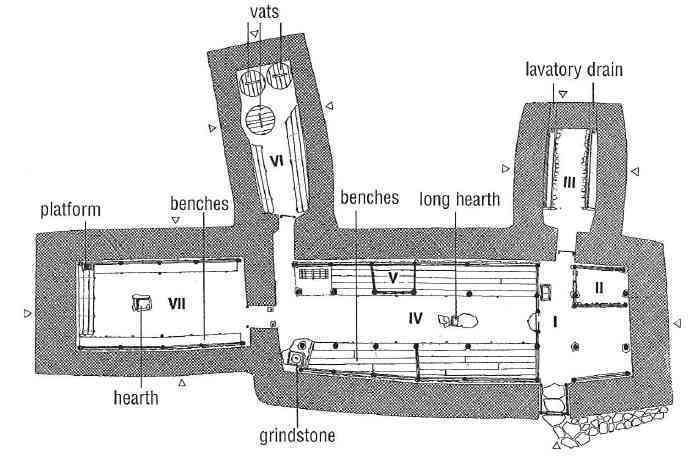 vats
lavatory drain
VI
III
platform
benches
benches
long hearth
V
II
VII
IV
I
hearth
grindstone